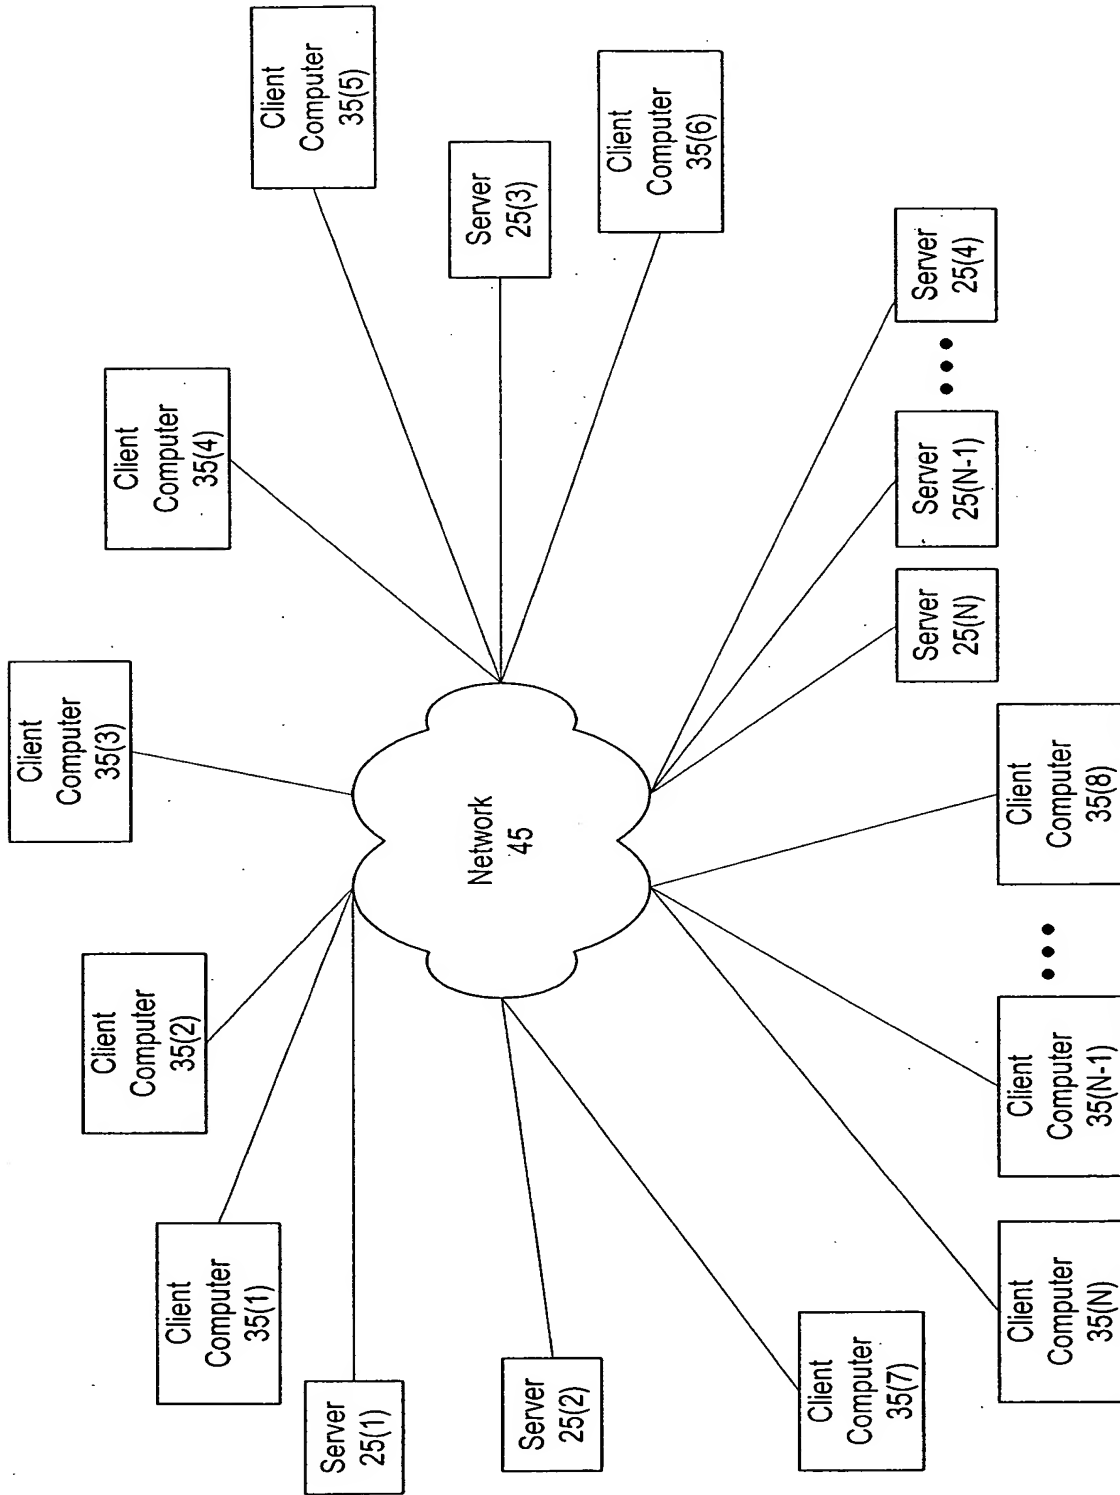 Client
Computer
35(3)
Client
Computer
35(2)
Client
Computer
35(4)
Client
Computer
35(1)
Client
Computer
35(5)
Server
25(1)
Server
25(3)
Network
45
Server
25(2)
Client
Computer
35(6)
Client
Computer
35(7)
Server
25(N)
Server
25(N-1)
Server
25(4)
Client
Computer
35(N)
Client
Computer
35(N-1)
Client
Computer
35(8)